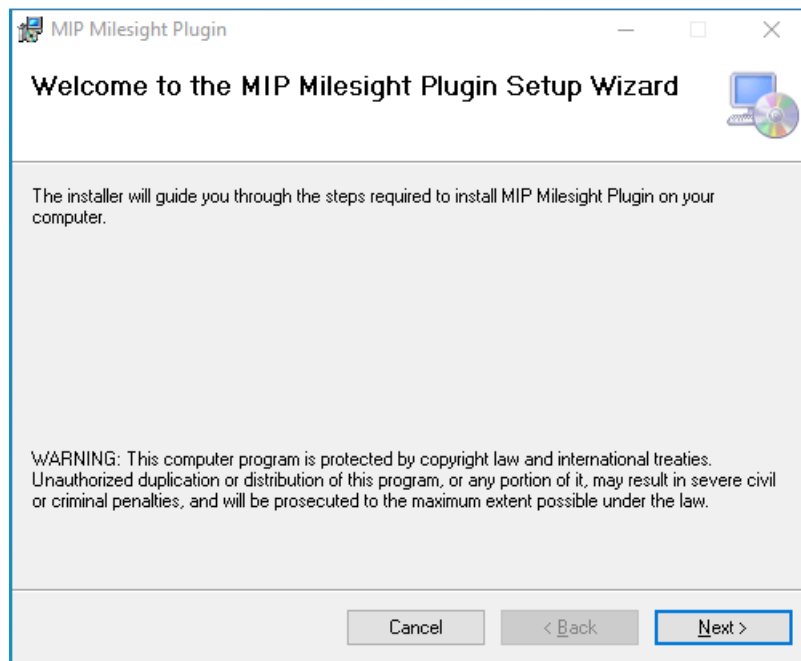 MIP Milesight Plugin
Welcome to the MIP Milesight Plugin Setup Wizard
The installer will guide you through the steps required to install MIP Milesight Plugin on your
computer.
WARNING: This computer program is protected by copyright law and international treaties.
Unauthorized duplication or distribution of this program, or any portion of it, may result in severe civil
or criminal penalties, and will be prosecuted to the maximum extent possible under the law.
Cancel
< Back
Next >